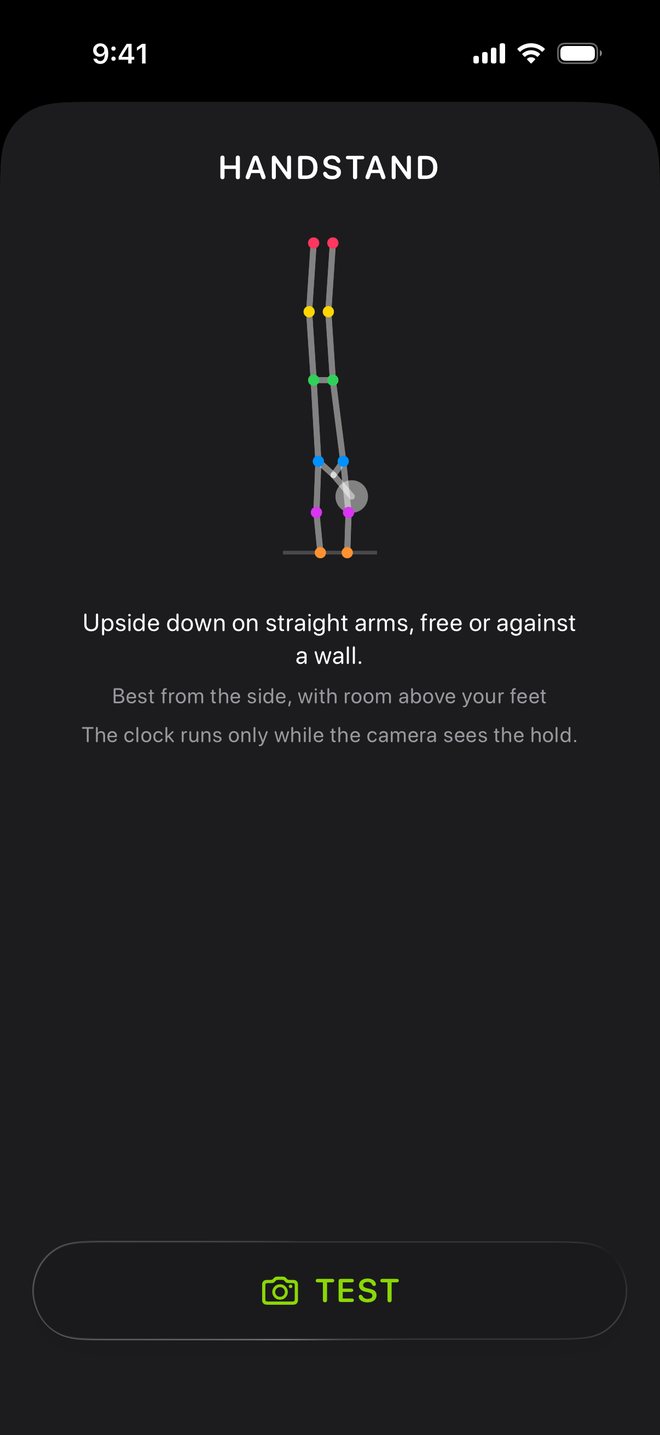 9:41
HANDSTAND
Upside down on straight arms, free or against
a wall.
Best from the side, with room above your feet
The clock runs only while the camera sees the hold.
TEST